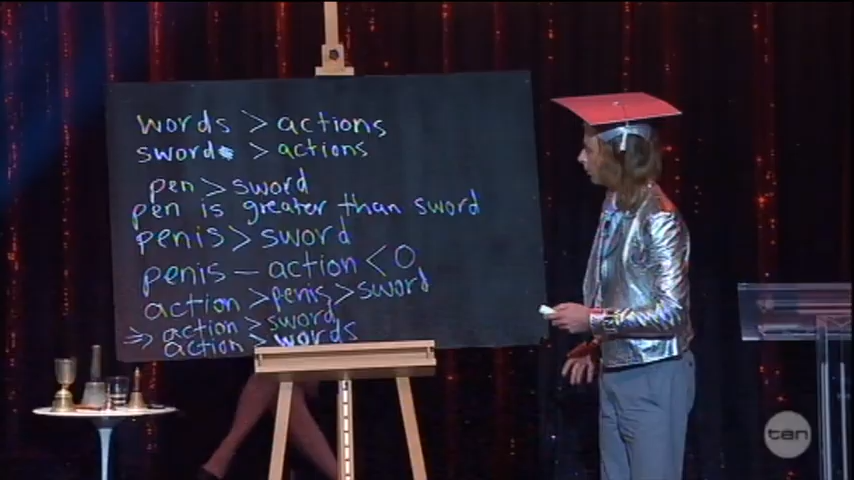 words > actions
sword > actions
pen > sword
pen is greater than sword
penis > sword
penis – action < 0
action > penis > sword
=> action > sword
action > words
ten